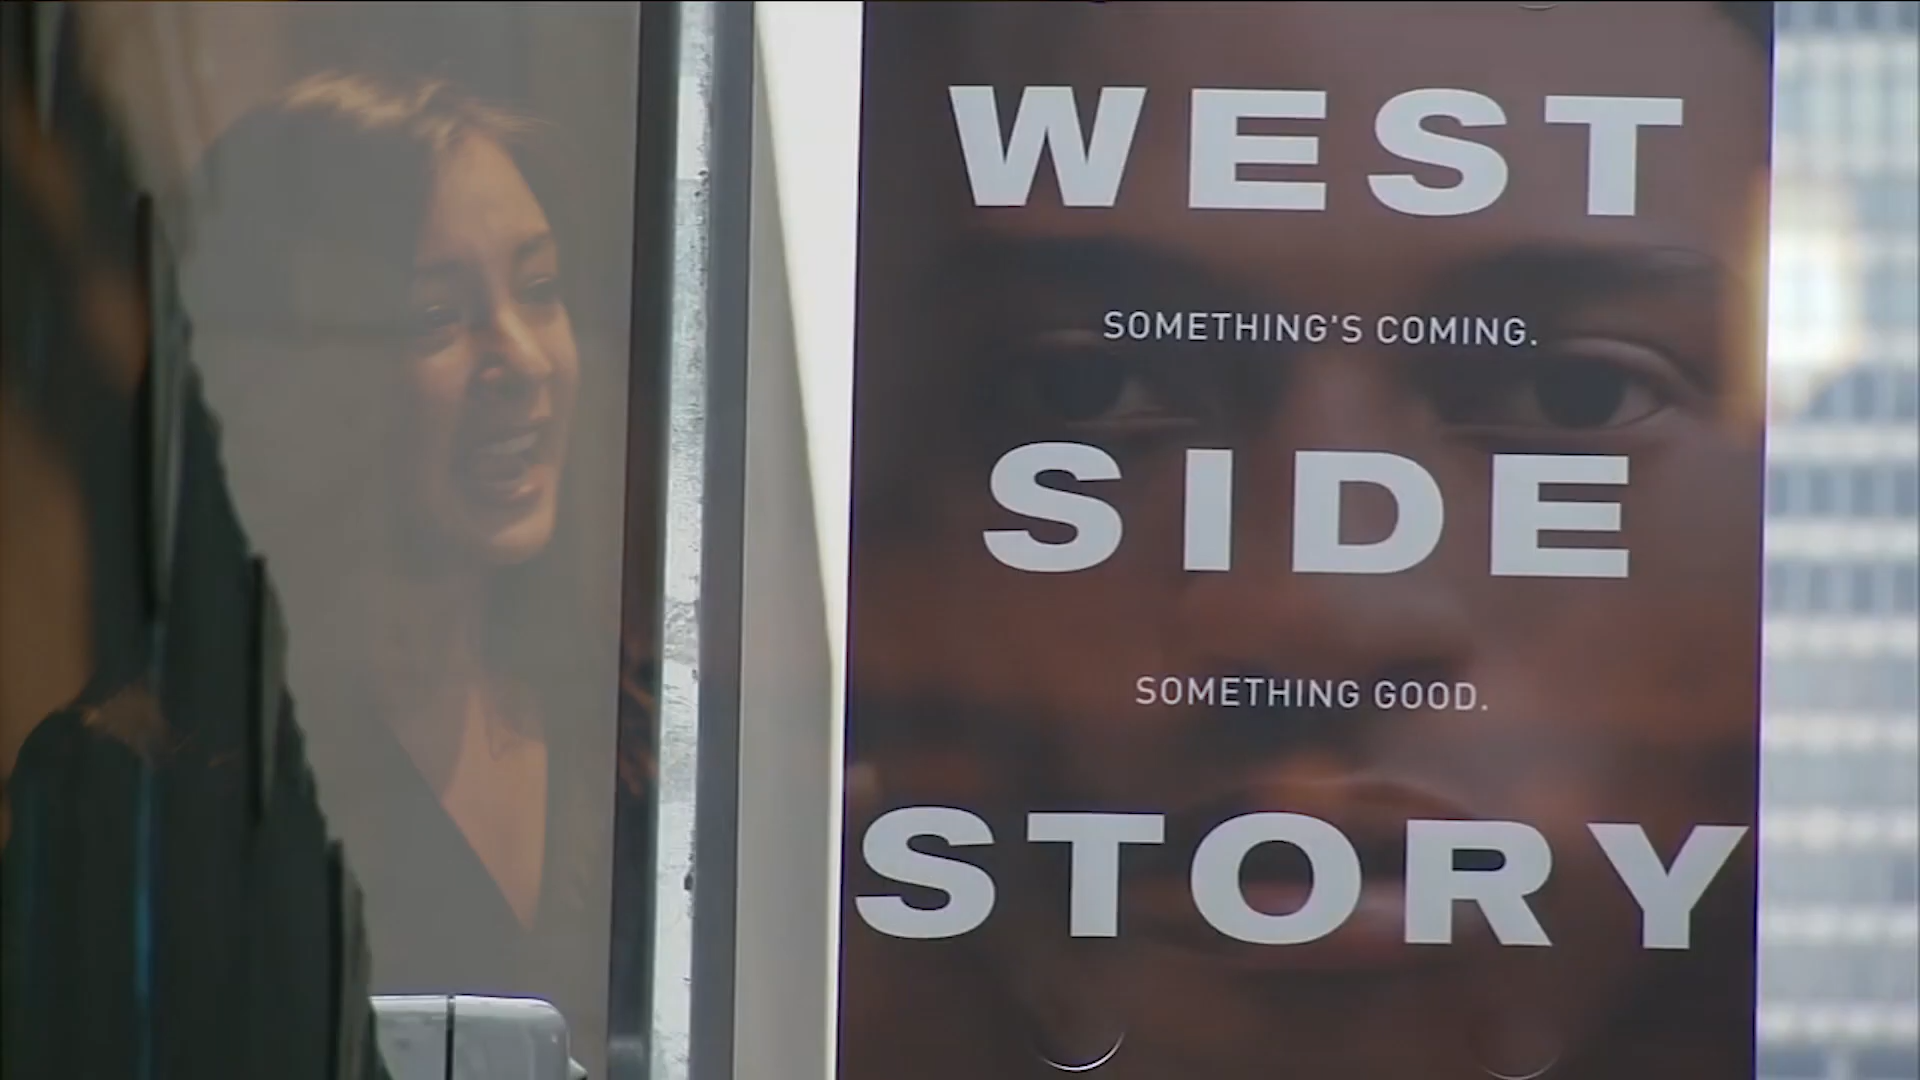 WEST
SOMETHING'S COMING.
SIDE
SOMETHING GOOD.
STORY